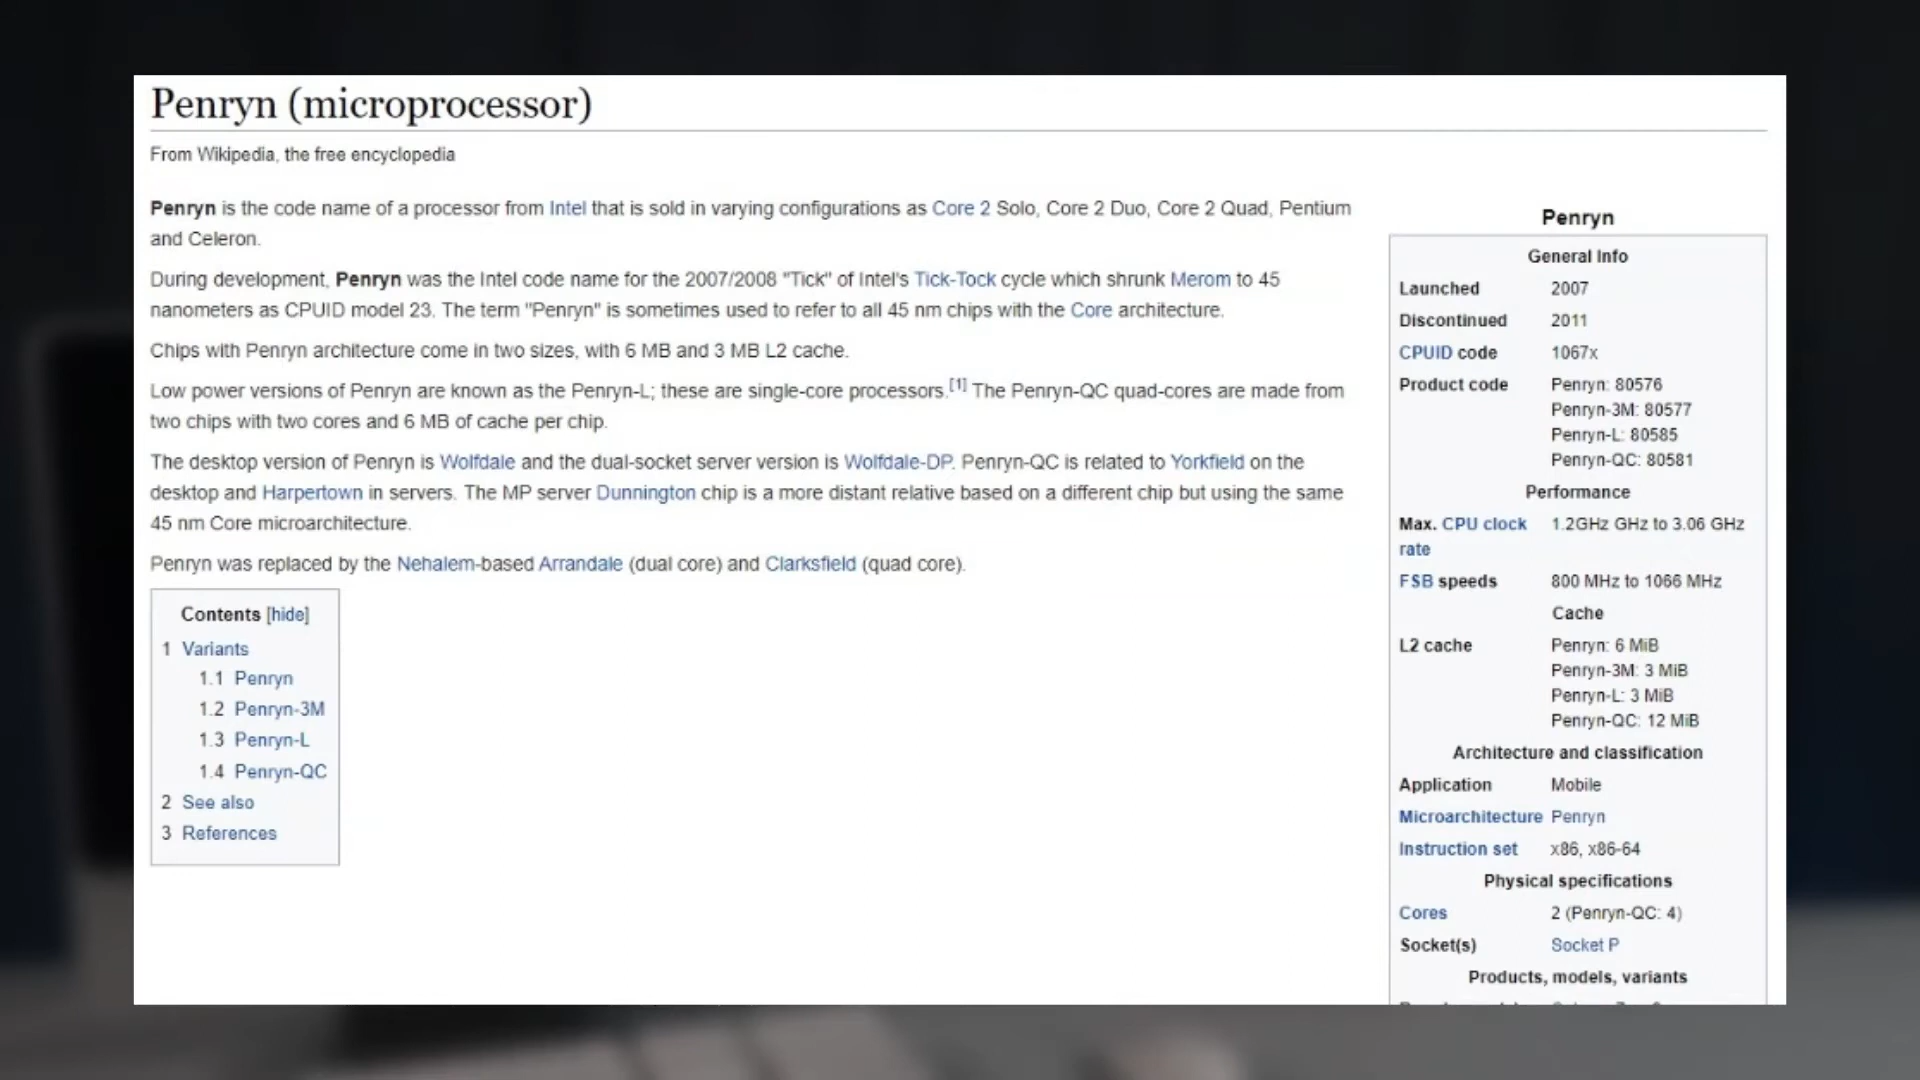 Penryn (microprocessor)
From Wikipedia, the free encyclopedia
Penryn is the code name of a processor from Intel that is sold in varying configurations as Core 2 Solo, Core 2 Duo, Core 2 Quad, Pentium
and Celeron.
During development, Penryn was the Intel code name for the 2007/2008 "Tick" of Intel's Tick-Tock cycle which shrunk Merom to 45
nanometers as CPUID model 23. The term "Penryn" is sometimes used to refer to all 45 nm chips with the Core architecture.
Chips with Penryn architecture come in two sizes, with 6 MB and 3 MB L2 cache.
Low power versions of Penryn are known as the Penryn-L; these are single-core processors.[1] The Penryn-QC quad-cores are made from
two chips with two cores and 6 MB of cache per chip.
The desktop version of Penryn is Wolfdale and the dual-socket server version is Wolfdale-DP. Penryn-QC is related to Yorkfield on the
desktop and Harpertown in servers. The MP server Dunnington chip is a more distant relative based on a different chip but using the same
45 nm Core microarchitecture.
Penryn was replaced by the Nehalem-based Arrandale (dual core) and Clarksfield (quad core).
Contents [hide]
1 Variants
1.1 Penryn
1.2 Penryn-3M
1.3 Penryn-L
1.4 Penryn-QC
2 See also
3 References
Penryn
General Info
Launched 2007
Discontinued 2011
CPUID code 1067x
Product code Penryn: 80576
Penryn-3M: 80577
Penryn-L: 80585
Penryn-QC: 80581
Performance
Max. CPU clock 1.2GHz GHz to 3.06 GHz
rate
FSB speeds 800 MHz to 1066 MHz
Cache
L2 cache Penryn: 6 MiB
Penryn-3M: 3 MiB
Penryn-L: 3 MiB
Penryn-QC: 12 MiB
Architecture and classification
Application Mobile
Microarchitecture Penryn
Instruction set x86, x86-64
Physical specifications
Cores 2 (Penryn-QC: 4)
Socket(s) Socket P
Products, models, variants